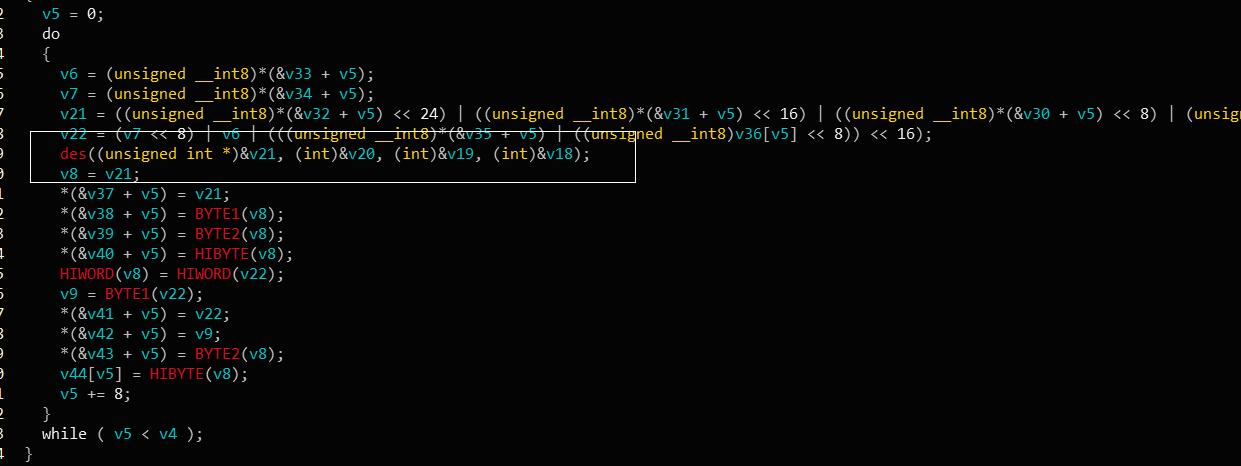 2 v5 = 0;
3 do
4 {
5 v6 = (unsigned __int8)*(&v33 + v5);
6 v7 = (unsigned __int8)*(&v34 + v5);
7 v21 = ((unsigned __int8)*(&v32 + v5) << 24) | ((unsigned __int8)*(&v31 + v5) << 16) | ((unsigned __int8)*(&v30 + v5) << 8) | (unsig
8 v22 = (v7 << 8) | v6 | (((unsigned __int8)*(&v35 + v5) | ((unsigned __int8)v36[v5] << 8)) << 16);
9 des((unsigned int *)&v21, (int)&v20, (int)&v19, (int)&v18);
0 v8 = v21;
1 *(&v37 + v5) = v21;
2 *(&v38 + v5) = BYTE1(v8);
3 *(&v39 + v5) = BYTE2(v8);
4 *(&v40 + v5) = HIBYTE(v8);
5 HIWORD(v8) = HIWORD(v22);
6 v9 = BYTE1(v22);
7 *(&v41 + v5) = v22;
8 *(&v42 + v5) = v9;
9 *(&v43 + v5) = BYTE2(v8);
0 v44[v5] = HIBYTE(v8);
1 v5 += 8;
2 }
3 while ( v5 < v4 );
4 }